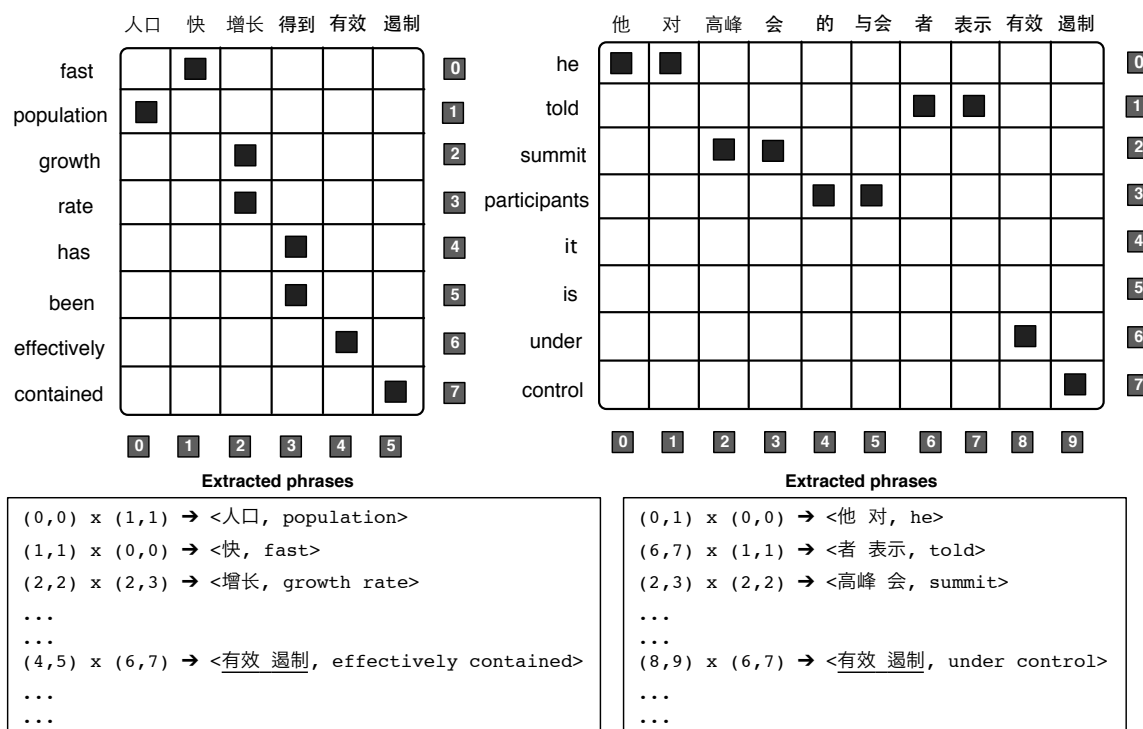 人口 快 增长 得到 有效 遏制
fast 0
population 1
growth 2
rate 3
has 4
been 5
effectively 6
contained 7
0 1 2 3 4 5
Extracted phrases
(0,0) x (1,1) ➔ <人口, population>
(1,1) x (0,0) ➔ <快, fast>
(2,2) x (2,3) ➔ <增长, growth rate>
...
...
(4,5) x (6,7) ➔ <有效 遏制, effectively contained>
...
...
他 对 高峰 会 的 与会 者 表示 有效 遏制
he 0
told 1
summit 2
participants 3
it 4
is 5
under 6
control 7
0 1 2 3 4 5 6 7 8 9
Extracted phrases
(0,1) x (0,0) ➔ <他 对, he>
(6,7) x (1,1) ➔ <者 表示, told>
(2,3) x (2,2) ➔ <高峰 会, summit>
...
...
(8,9) x (6,7) ➔ <有效 遏制, under control>
...
...